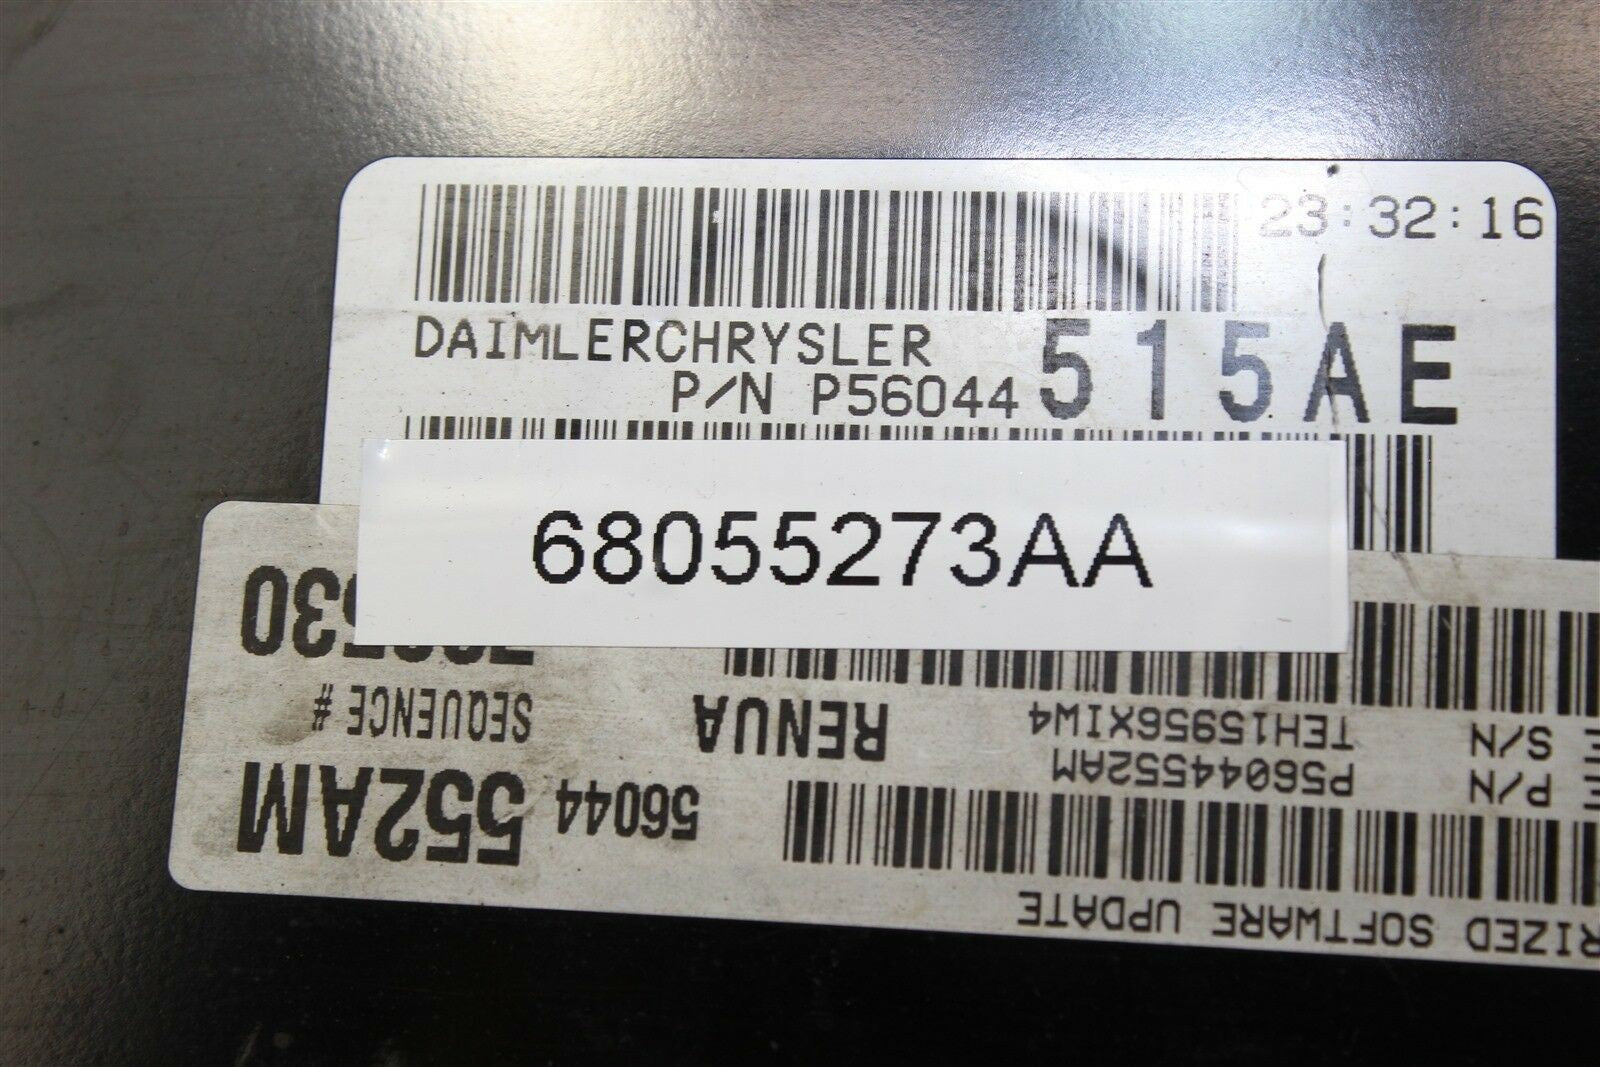 23:32:16
DAIMLERCHRYSLER
P/N P56044 515AE
68055273AA
RIZED SOFTWARE UPDATE
56044 552AM
P/N P56044552AM
S/N TEH15956XIW4
RENUA
SEQUENCE #